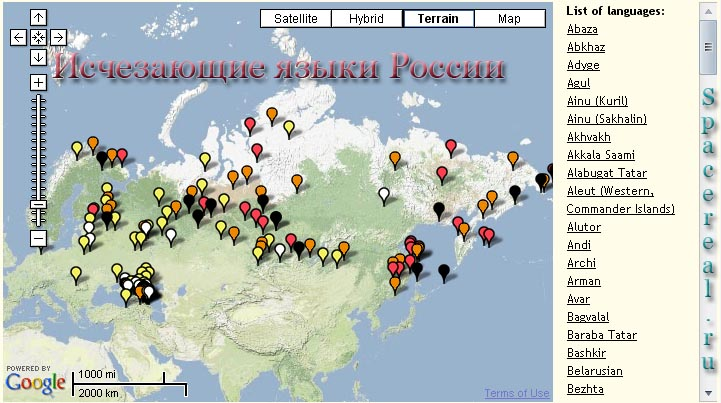 Satellite
Hybrid
Terrain
Map
Исчезающие языки России
POWERED BY
Google
1000 mi
2000 km
Terms of Use
List of languages:
Abaza
Abkhaz
Adyge
Agul
Ainu (Kuril)
Ainu (Sakhalin)
Akhvakh
Akkala Saami
Alabugat Tatar
Aleut (Western,
Commander Islands)
Alutor
Andi
Archi
Arman
Avar
Bagvalal
Baraba Tatar
Bashkir
Belarusian
Bezhta
Spacereal.ru